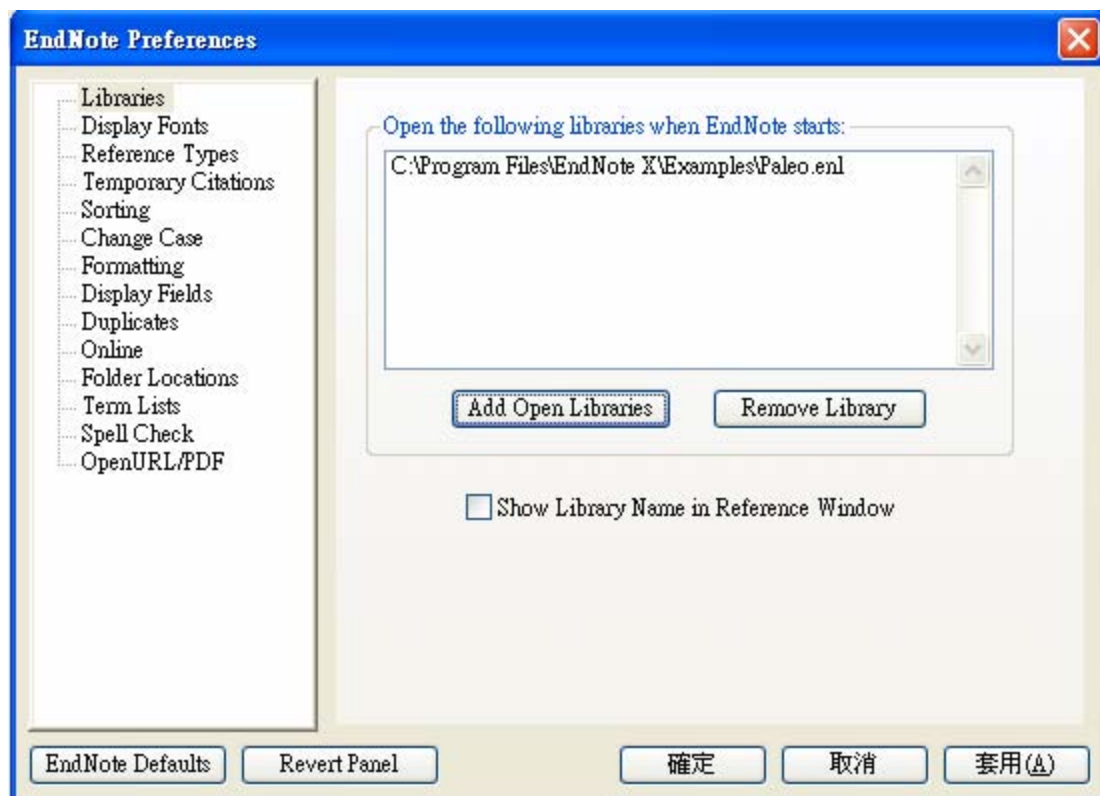 EndNote Preferences
Libraries
Display Fonts
Reference Types
Temporary Citations
Sorting
Change Case
Formatting
Display Fields
Duplicates
Online
Folder Locations
Term Lists
Spell Check
OpenURL/PDF
Open the following libraries when EndNote starts:
C:\Program Files\EndNote X\Examples\Paleo.enl
Add Open Libraries
Remove Library
Show Library Name in Reference Window
EndNote Defaults
Revert Panel
確定
取消
套用(A)